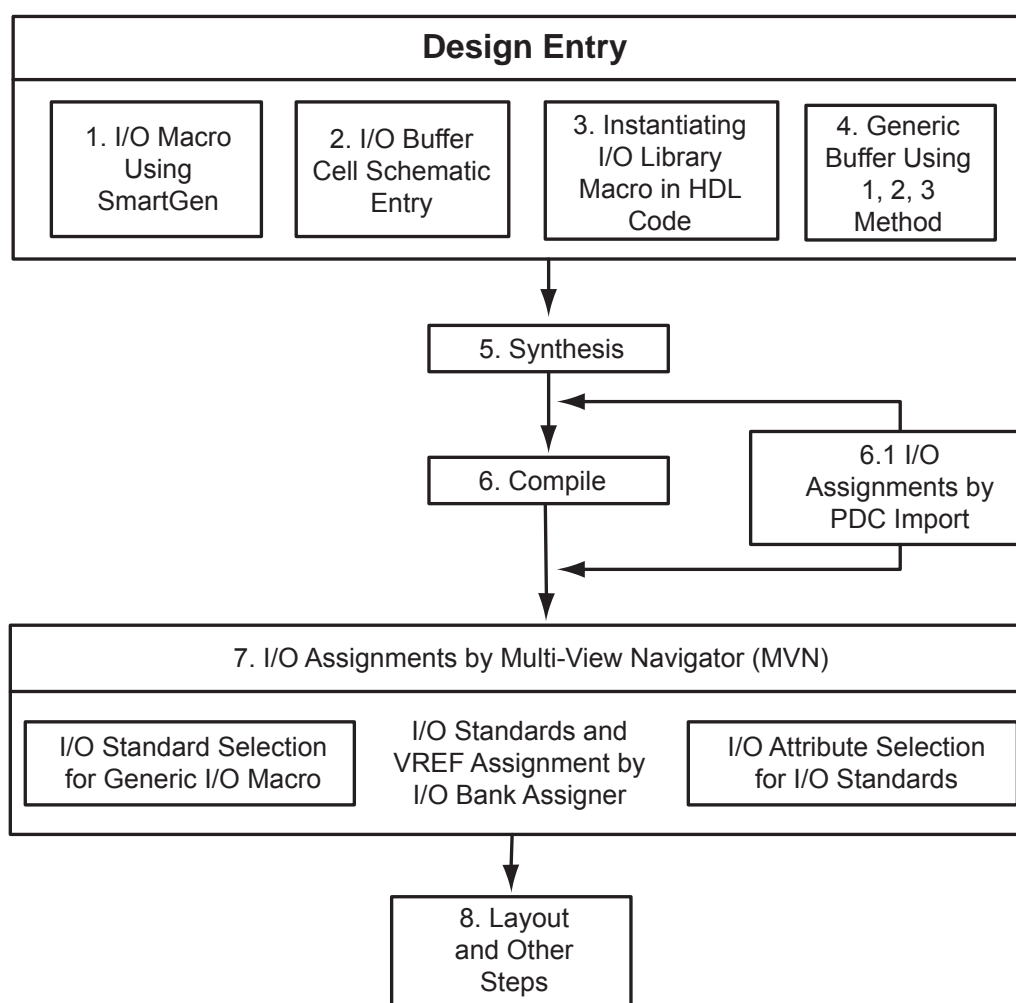 Design Entry
1. I/O Macro
Using
SmartGen
2. I/O Buffer
Cell Schematic
Entry
3. Instantiating
I/O Library
Macro in HDL
Code
4. Generic
Buffer Using
1, 2, 3
Method
5. Synthesis
6. Compile
6.1 I/O
Assignments by
PDC Import
7. I/O Assignments by Multi-View Navigator (MVN)
I/O Standard Selection
for Generic I/O Macro
I/O Standards and
VREF Assignment by
I/O Bank Assigner
I/O Attribute Selection
for I/O Standards
8. Layout
and Other
Steps